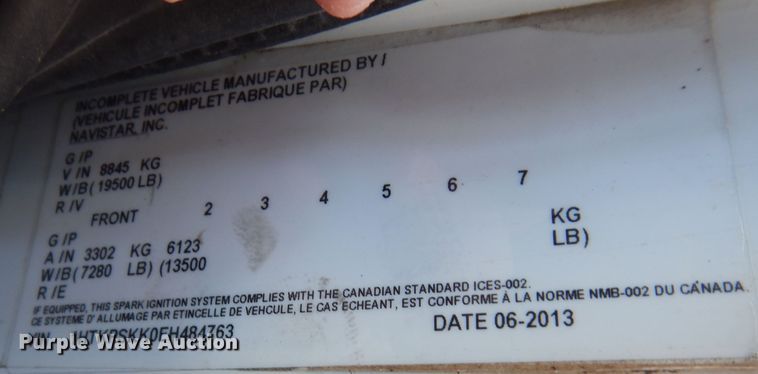 INCOMPLETE VEHICLE MANUFACTURED BY /
(VEHICULE INCOMPLET FABRIQUE PAR)
NAVISTAR, INC.
G /P
V /N 8845 KG
W/B( 19500 LB)
R /V
FRONT 2 3 4 5 6 7
G /P
A /N 3302 KG 6123 KG
W/B(7280 LB) (13500 LB)
R /E
IF EQUIPPED, THIS SPARK IGNITION SYSTEM COMPLIES WITH THE CANADIAN STANDARD ICES-002.
CE SYSTEME D' ALLUMAGE PAR ETINCELLE DE VEHCULE, LE CAS ECHEANT, EST CONFORME À LA NORME NMB-002 DU CANADA.
DATE 06-2013
Purple Wave Auction